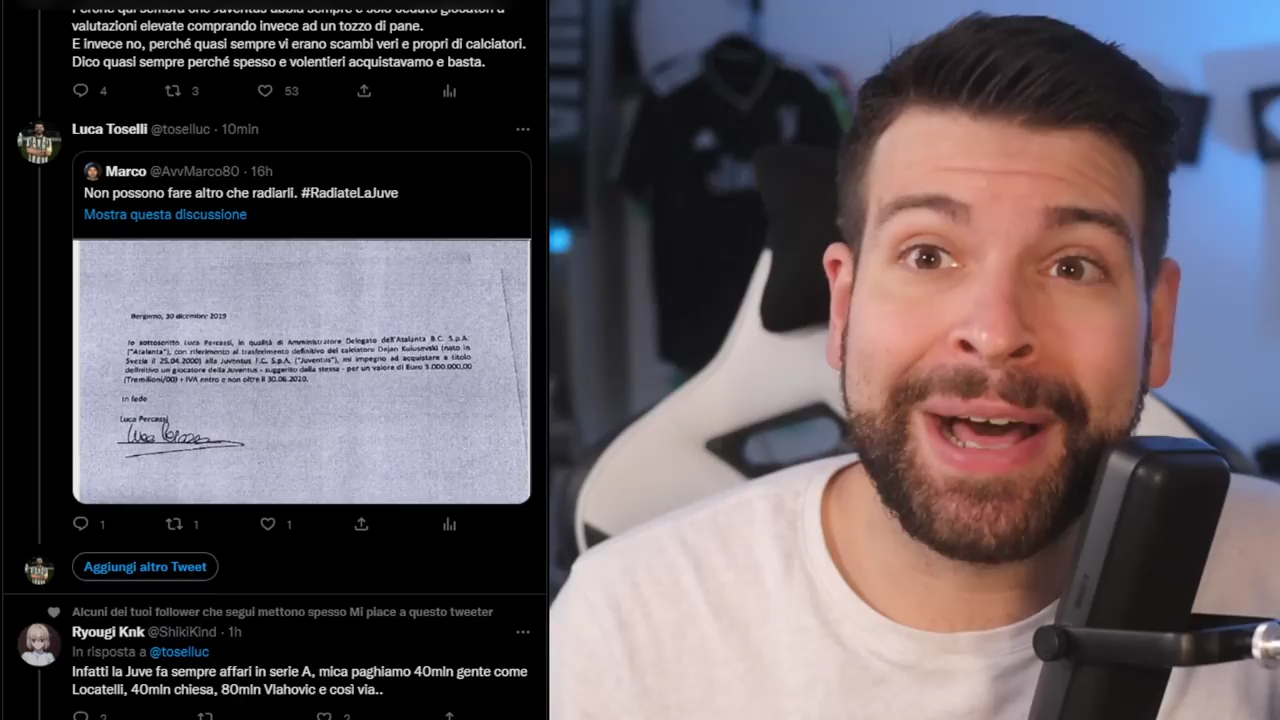 valutazioni elevate comprando invece ad un tozzo di pane.
E invece no, perché quasi sempre vi erano scambi veri e propri di calciatori.
Dico quasi sempre perché spesso e volentieri acquistavamo e basta.
4 3 53
Luca Toselli @toselluc · 10min
Marco @AvvMarco80 · 16h
Non possono fare altro che radiarli. #RadiateLaJuve
Mostra questa discussione
Bergamo, 30 dicembre 2019
Io sottoscritto Luca Percassi, in qualità di Amministratore Delegato dell'Atalanta B.C. S.p.A.
("Atalanta"), con riferimento al trasferimento definitivo del calciatore Dejan Kulusevski (nato in
Svezia il 25.04.2000) alla Juventus F.C. S.p.A. ("Juventus"), mi impegno ad acquistare a titolo
definitivo un giocatore della Juventus - suggerito dalla stessa - per un valore di Euro 3.000.000,00
(Tremilioni/00) + IVA entro e non oltre il 30.06.2020.
In fede
Luca Percassi
1 1 1
Aggiungi altro Tweet
Alcuni dei tuoi follower che segui mettono spesso Mi piace a questo tweeter
Ryougi Knk @ShikiKind · 1h
In risposta a @toselluc
Infatti la Juve fa sempre affari in serie A, mica paghiamo 40mln gente come
Locatelli, 40mln chiesa, 80mln Vlahovic e così via..